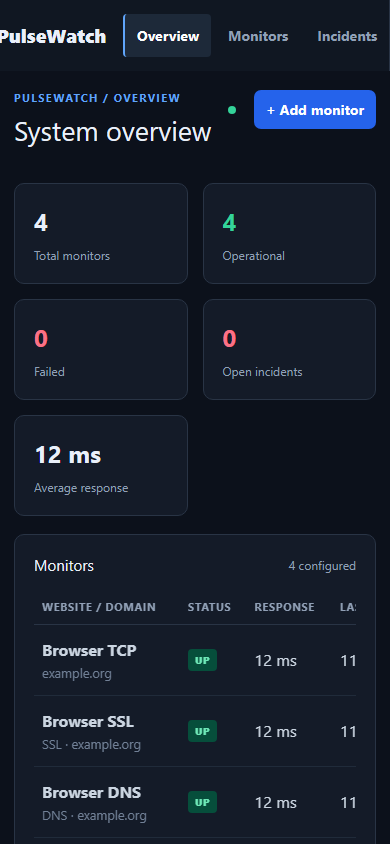 PulseWatch Overview Monitors Incidents
PULSEWATCH / OVERVIEW
System overview
+ Add monitor
4
Total monitors
4
Operational
0
Failed
0
Open incidents
12 ms
Average response
Monitors
4 configured
WEBSITE / DOMAIN STATUS RESPONSE
Browser TCP
example.org
UP
12 ms
11
Browser SSL
SSL · example.org
UP
12 ms
11
Browser DNS
DNS · example.org
UP
12 ms
11